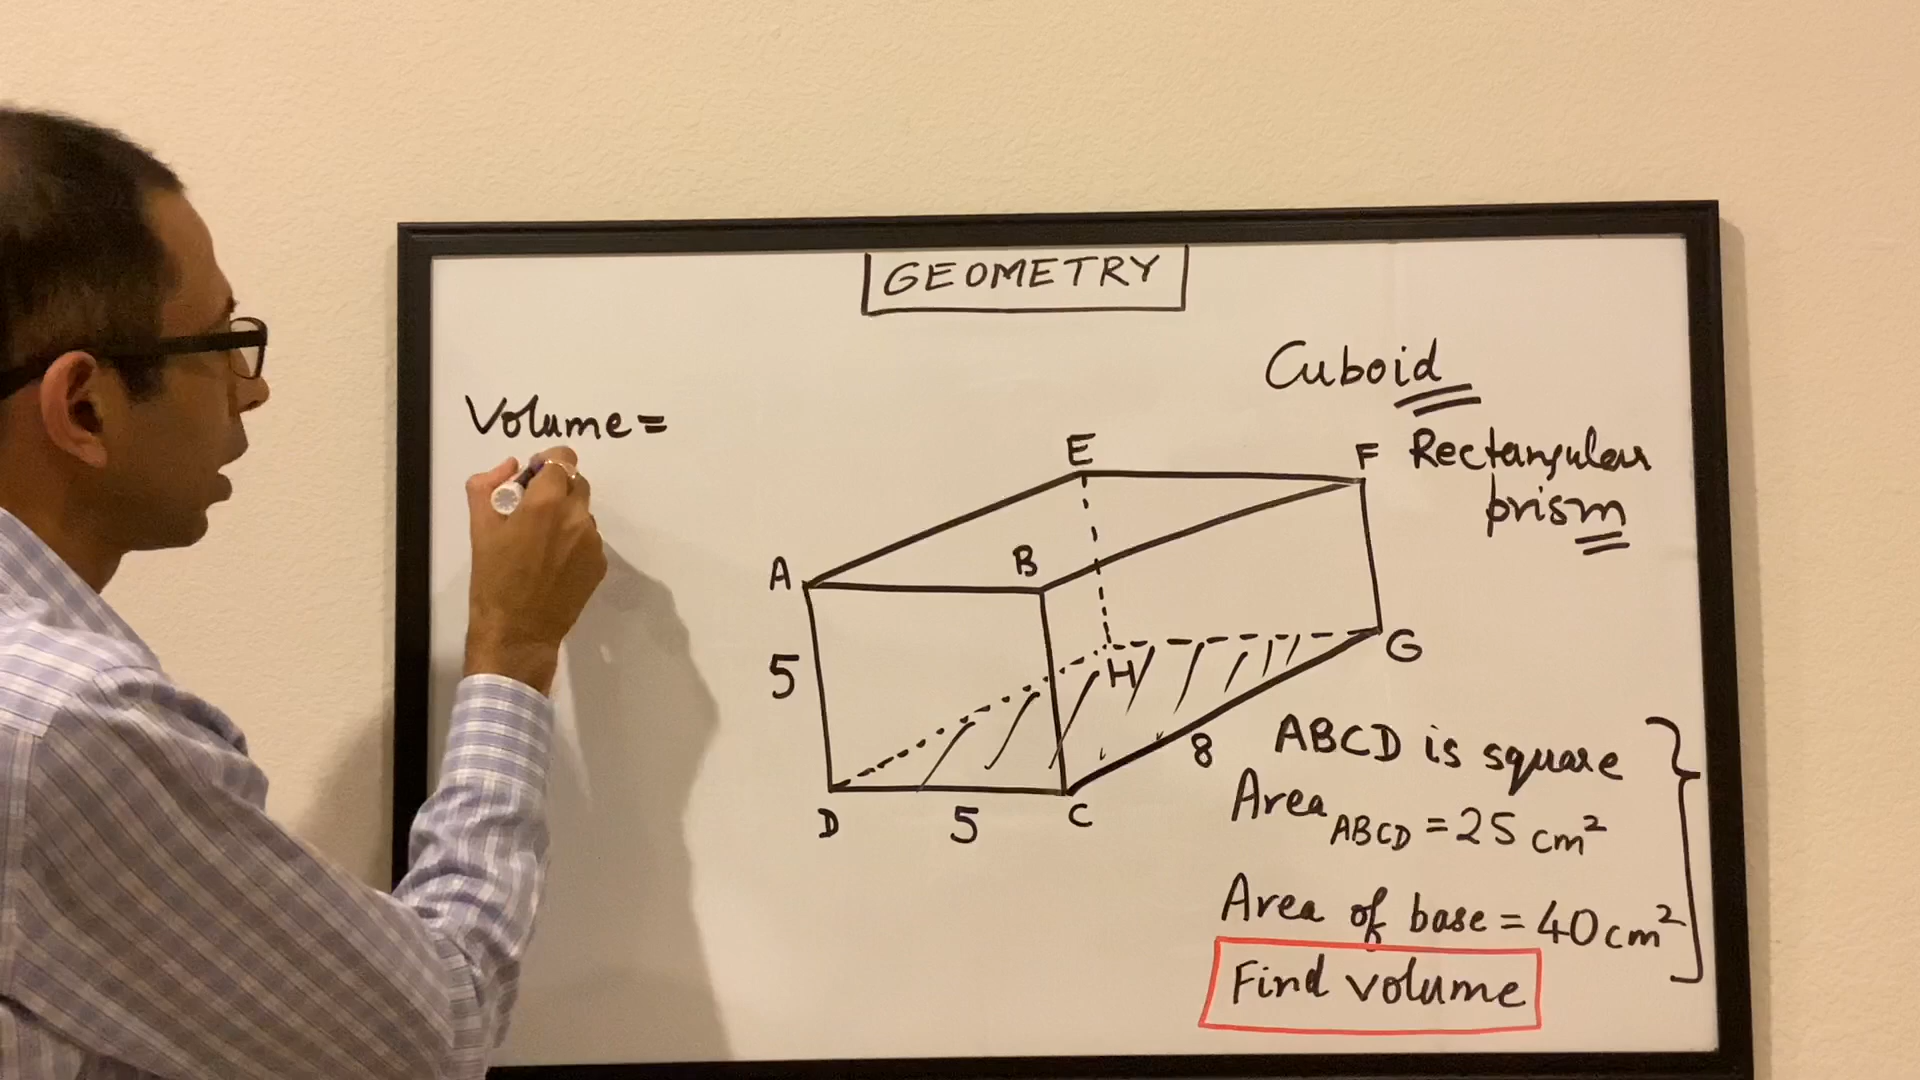 GEOMETRY
Cuboid
Volume =
E
F
Rectangular
prism
B
A
5
H
G
8
ABCD is square
D
5
C
Area ABCD = 25 cm²
Area of base = 40 cm²
Find volume